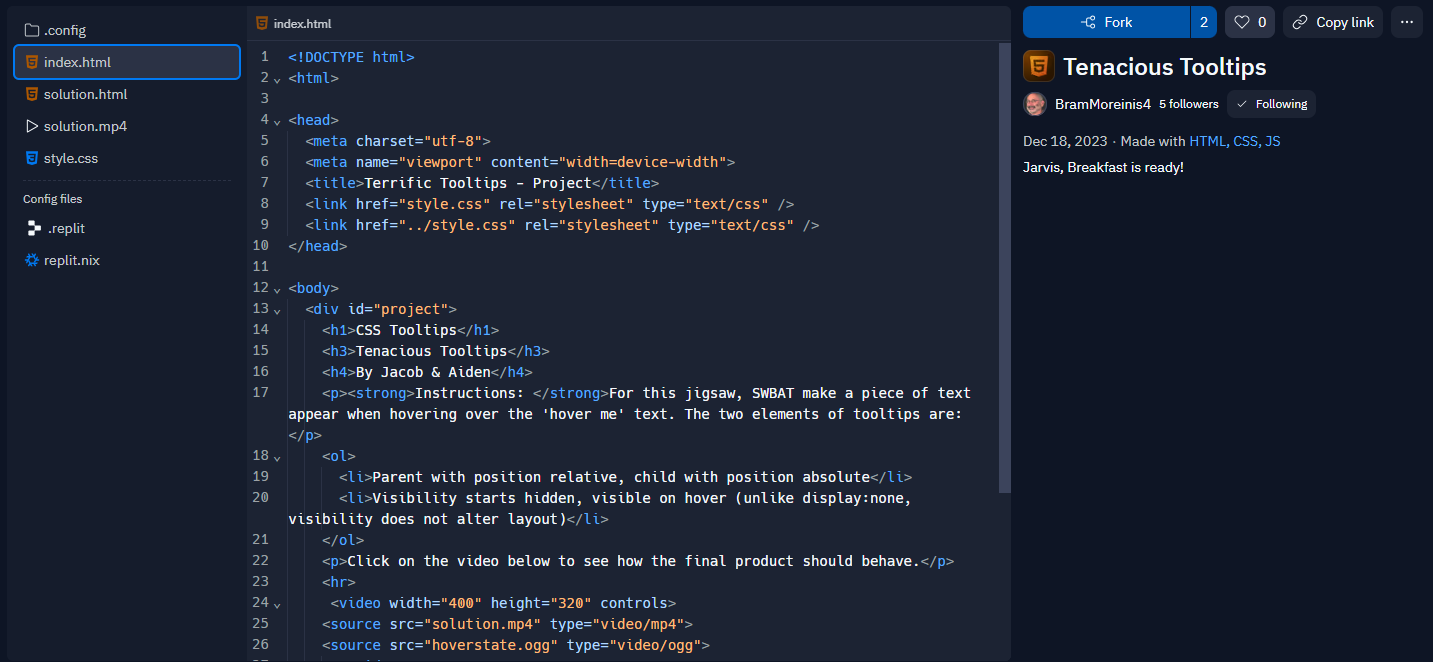 .config
index.html
solution.html
solution.mp4
style.css
Config files
.replit
replit.nix
index.html
1 <!DOCTYPE html>
2 <html>
3
4 <head>
5 <meta charset="utf-8">
6 <meta name="viewport" content="width=device-width">
7 <title>Terrific Tooltips - Project</title>
8 <link href="style.css" rel="stylesheet" type="text/css" />
9 <link href="../style.css" rel="stylesheet" type="text/css" />
10 </head>
11
12 <body>
13 <div id="project">
14 <h1>CSS Tooltips</h1>
15 <h3>Tenacious Tooltips</h3>
16 <h4>By Jacob & Aiden</h4>
17 <p><strong>Instructions: </strong>For this jigsaw, SWBAT make a piece of text
appear when hovering over the 'hover me' text. The two elements of tooltips are:
</p>
18 <ol>
19 <li>Parent with position relative, child with position absolute</li>
20 <li>Visibility starts hidden, visible on hover (unlike display:none,
visibility does not alter layout)</li>
21 </ol>
22 <p>Click on the video below to see how the final product should behave.</p>
23 <hr>
24 <video width="400" height="320" controls>
25 <source src="solution.mp4" type="video/mp4">
26 <source src="hoverstate.ogg" type="video/ogg">
Fork 2 0 Copy link
Tenacious Tooltips
BramMoreinis4 5 followers Following
Dec 18, 2023 · Made with HTML, CSS, JS
Jarvis, Breakfast is ready!